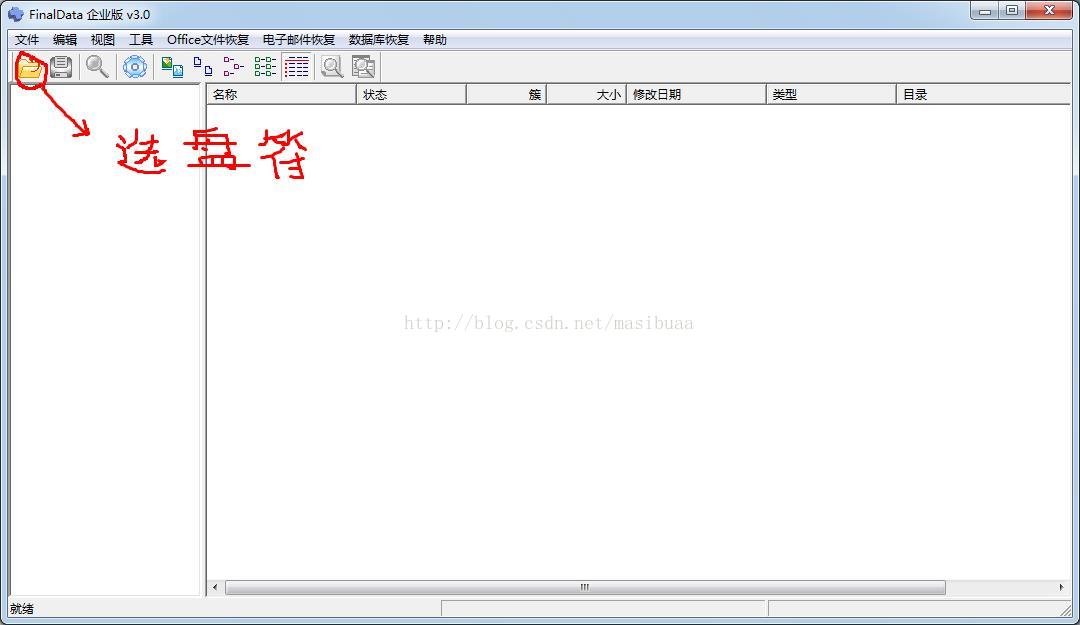 FinalData 企业版 v3.0
文件 编辑 视图 工具 Office文件恢复 电子邮件恢复 数据库恢复 帮助
名称 状态 簇 大小 修改日期 类型 目录
选盘符
http://blog.csdn.net/masibuaa
就绪